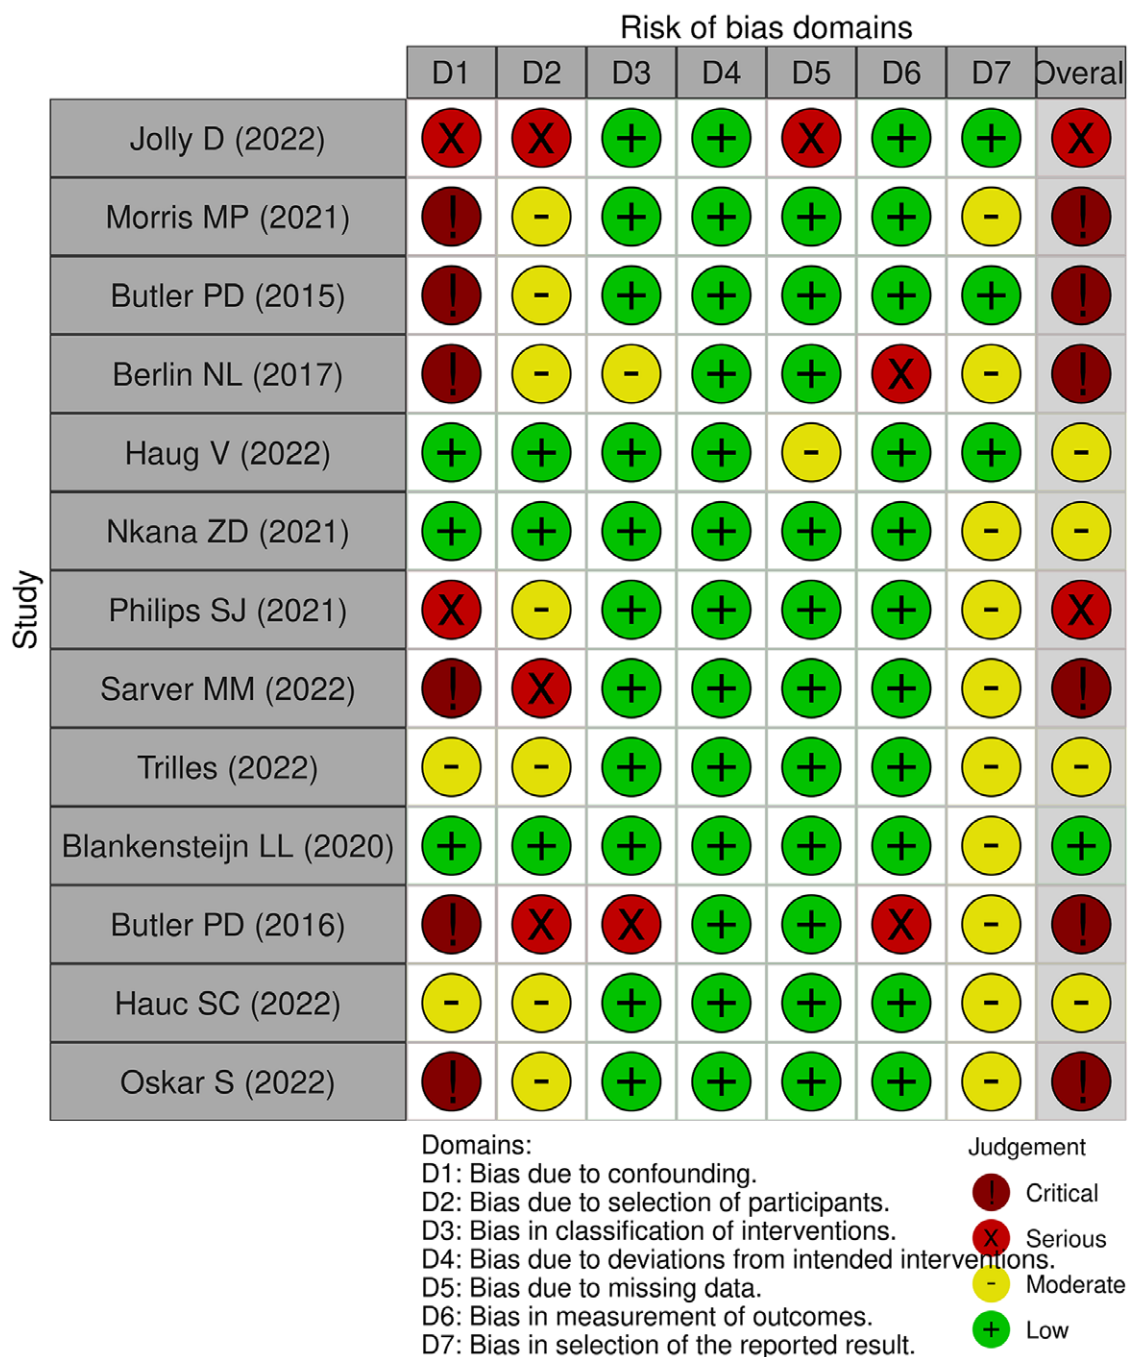 Risk of bias domains
D1 D2 D3 D4 D5 D6 D7 Overal
Jolly D (2022) X X + + X + + X
Morris MP (2021) ! - + + + + - !
Butler PD (2015) ! - + + + + + !
Berlin NL (2017) ! - - + + X - !
Haug V (2022) + + + + - + + -
Nkana ZD (2021) + + + + + + - -
Philips SJ (2021) X - + + + + - X
Sarver MM (2022) ! X + + + + - !
Trilles (2022) - - + + + + - -
Blankensteijn LL (2020) + + + + + + - +
Butler PD (2016) ! X X + + X - !
Hauc SC (2022) - - + + + + - -
Oskar S (2022) ! - + + + + - !
Study
Domains:
D1: Bias due to confounding.
D2: Bias due to selection of participants.
D3: Bias in classification of interventions.
D4: Bias due to deviations from intended interventions.
D5: Bias due to missing data.
D6: Bias in measurement of outcomes.
D7: Bias in selection of the reported result.
Judgement
! Critical
X Serious
- Moderate
+ Low